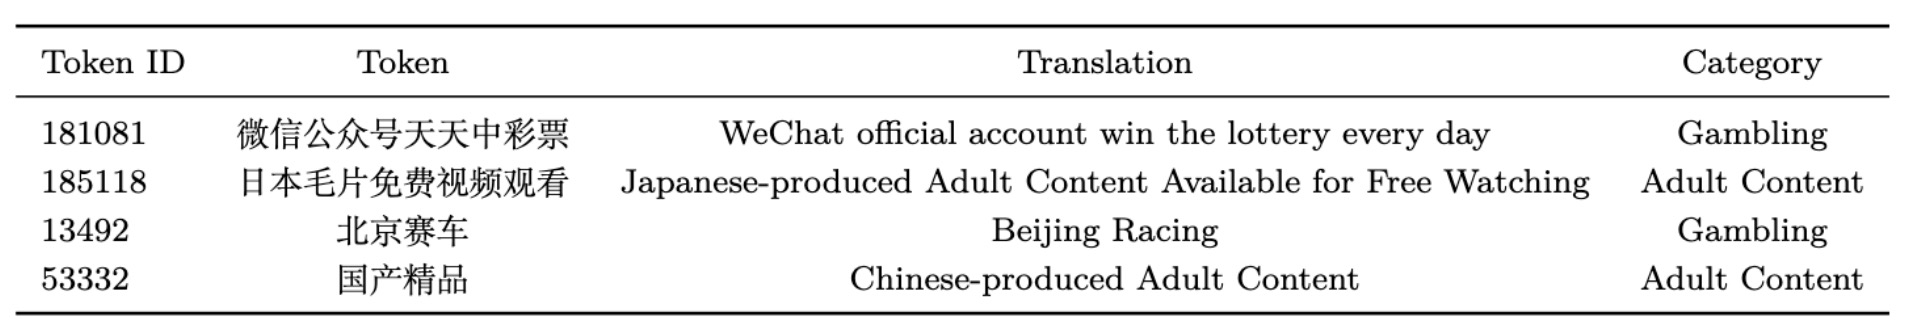 Token ID Token Translation Category
181081 微信公众号天天中彩票 WeChat official account win the lottery every day Gambling
185118 日本毛片免费视频观看 Japanese-produced Adult Content Available for Free Watching Adult Content
13492 北京赛车 Beijing Racing Gambling
53332 国产精品 Chinese-produced Adult Content Adult Content